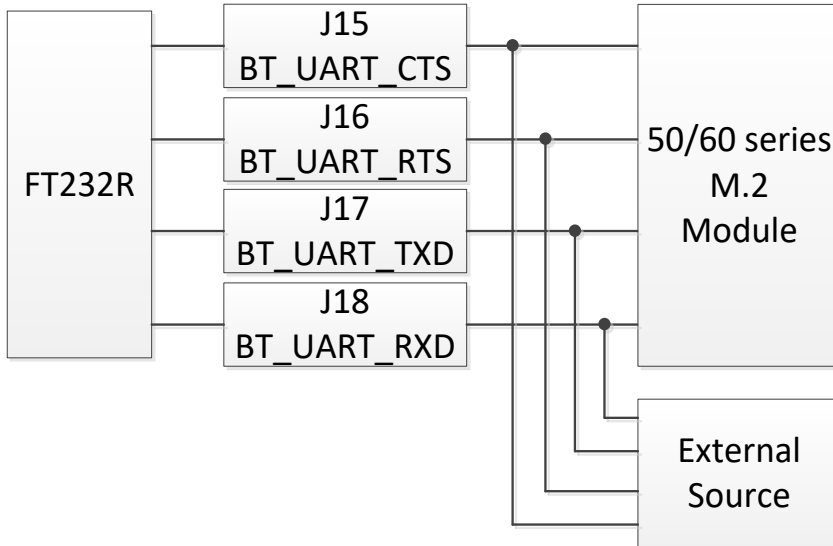 FT232R
J15
BT_UART_CTS
J16
BT_UART_RTS
J17
BT_UART_TXD
J18
BT_UART_RXD
50/60 series
M.2
Module
External
Source